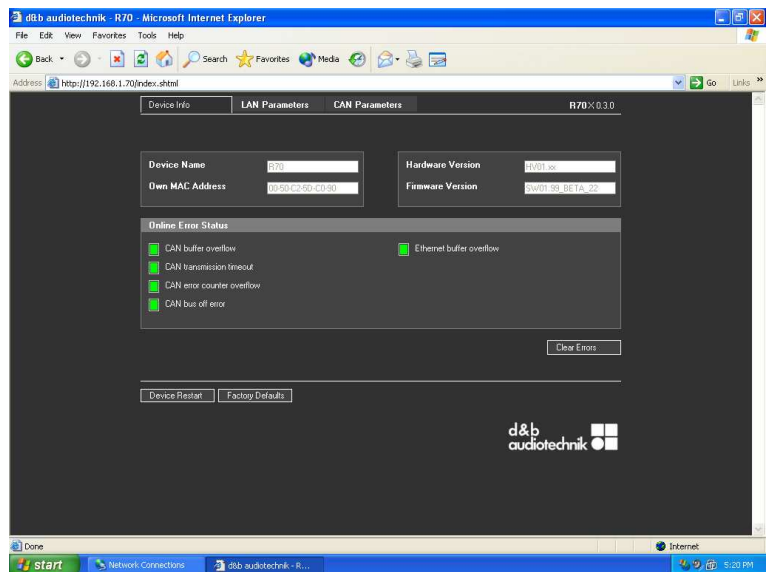 d&b audiotechnik - R70 - Microsoft Internet Explorer
File Edit View Favorites Tools Help
Back Search Favorites Media
Address http://192.168.1.70/index.shtml Go Links »
Device Info LAN Parameters CAN Parameters R70X0.3.0
Device Name R70 Hardware Version HV01.xx
Own MAC Address 00-50-C2-5D-C0-90 Firmware Version SW01.99_BETA_22
Online Error Status
CAN buffer overflow Ethernet buffer overflow
CAN transmission timeout
CAN error counter overflow
CAN bus off error
Clear Errors
Device Restart Factory Defaults
d&b
audiotechnik
Done Internet
start Network Connections d&b audiotechnik - R... 5:20 PM